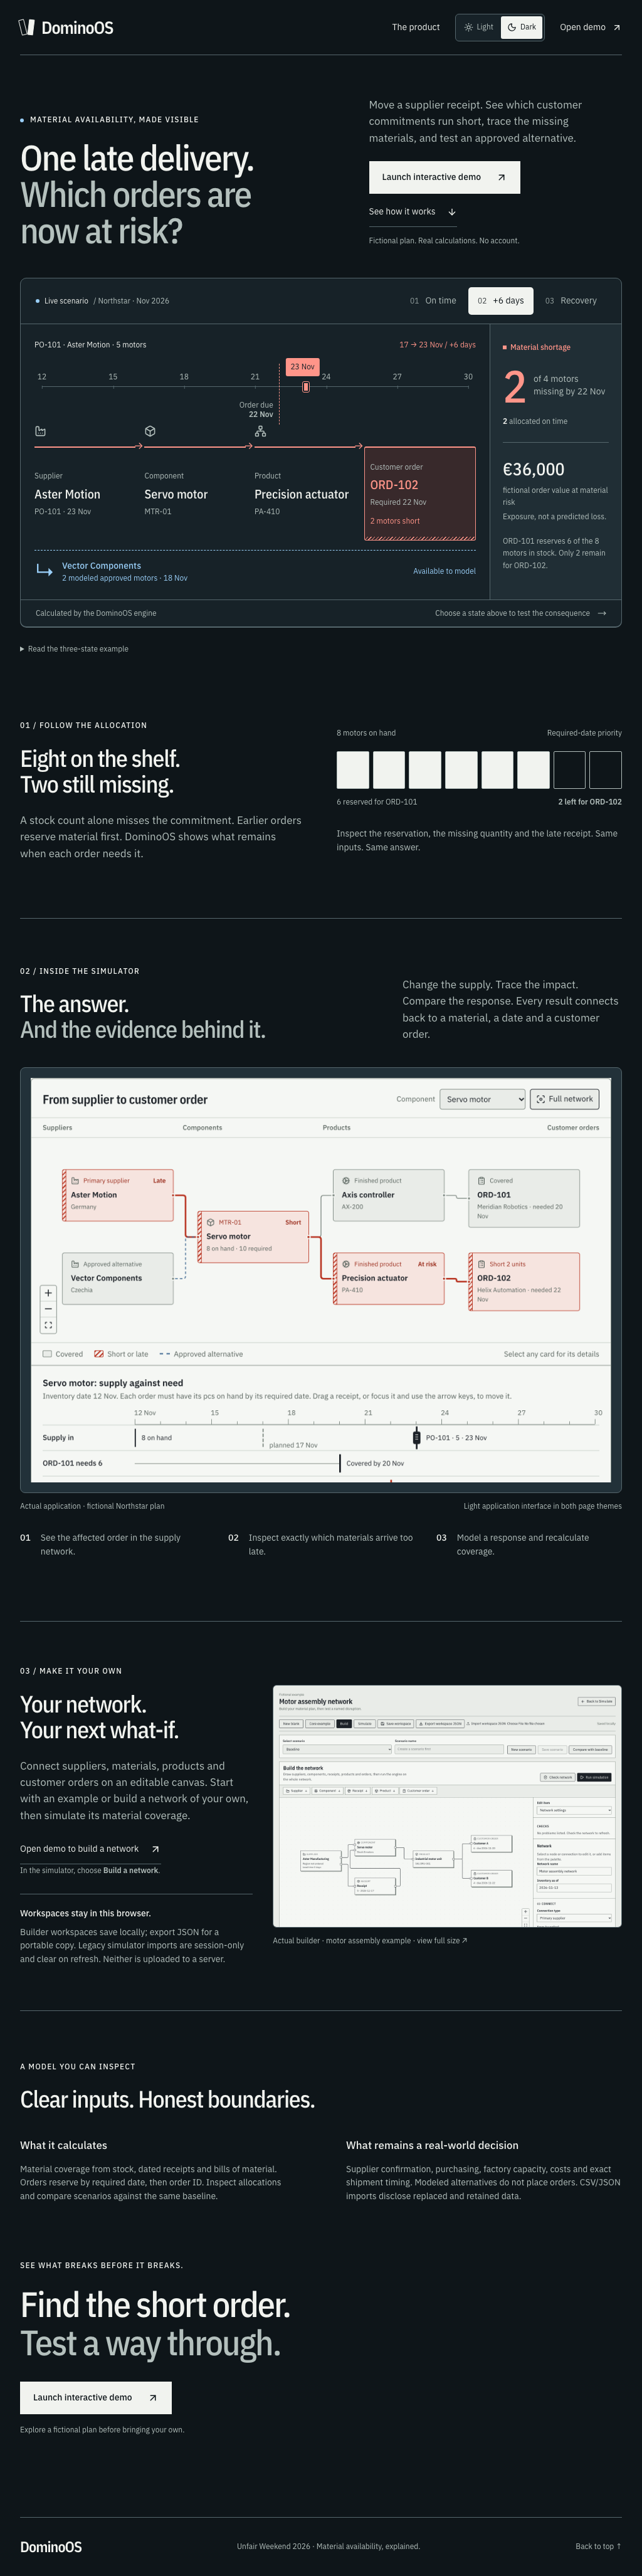 DominoOS
The product
Light
Dark
Open demo
MATERIAL AVAILABILITY, MADE VISIBLE
One late delivery.
Which orders are
now at risk?
Move a supplier receipt. See which customer
commitments run short, trace the missing
materials, and test an approved alternative.
Launch interactive demo
See how it works
Fictional plan. Real calculations. No account.
Live scenario / Northstar · Nov 2026
01 On time
02 +6 days
03 Recovery
PO-101 · Aster Motion · 5 motors
17 → 23 Nov / +6 days
23 Nov
12 15 18 21 24 27 30
Order due
22 Nov
Supplier
Aster Motion
PO-101 · 23 Nov
Component
Servo motor
MTR-01
Product
Precision actuator
PA-410
Customer order
ORD-102
Required 22 Nov
2 motors short
Vector Components
2 modeled approved motors · 18 Nov
Available to model
Material shortage
2
of 4 motors
missing by 22 Nov
2 allocated on time
€36,000
fictional order value at material
risk
Exposure, not a predicted loss.
ORD-101 reserves 6 of the 8
motors in stock. Only 2 remain
for ORD-102.
Calculated by the DominoOS engine
Choose a state above to test the consequence →
Read the three-state example
01 / FOLLOW THE ALLOCATION
Eight on the shelf.
Two still missing.
A stock count alone misses the commitment. Earlier orders
reserve material first. DominoOS shows what remains
when each order needs it.
8 motors on hand
Required-date priority
6 reserved for ORD-101
2 left for ORD-102
Inspect the reservation, the missing quantity and the late receipt. Same
inputs. Same answer.
02 / INSIDE THE SIMULATOR
The answer.
And the evidence behind it.
Change the supply. Trace the impact.
Compare the response. Every result connects
back to a material, a date and a customer
order.
From supplier to customer order
Component
Servo motor
Full network
Suppliers
Components
Products
Customer orders
Primary supplier Late
Aster Motion
Germany
Approved alternative
Vector Components
Czechia
MTR-01 Short
Servo motor
8 on hand · 10 required
Finished product
Axis controller
AX-200
Finished product At risk
Precision actuator
PA-410
Covered
ORD-101
Meridian Robotics · needed 20
Nov
Short 2 units
ORD-102
Helix Automation · needed 22
Nov
Covered
Short or late
Approved alternative
Select any card for its details
Servo motor: supply against need
Inventory date 12 Nov. Each order must have its pcs on hand by its required date. Drag a receipt, or focus it and use the arrow keys, to move it.
12 Nov 15 18 21 24 27 30
Supply in
8 on hand
planned 17 Nov
PO-101 · 5 · 23 Nov
ORD-101 needs 6
Covered by 20 Nov
Actual application · fictional Northstar plan
Light application interface in both page themes
01 See the affected order in the supply
network.
02 Inspect exactly which materials arrive too
late.
03 Model a response and recalculate
coverage.
03 / MAKE IT YOUR OWN
Your network.
Your next what-if.
Connect suppliers, materials, products and
customer orders on an editable canvas. Start
with an example or build a network of your own,
then simulate its material coverage.
Open demo to build a network
In the simulator, choose Build a network.
Workspaces stay in this browser.
Builder workspaces save locally; export JSON for a
portable copy. Legacy simulator imports are session-only
and clear on refresh. Neither is uploaded to a server.
Motor assembly network
Build the network
Actual builder · motor assembly example · view full size ↗
A MODEL YOU CAN INSPECT
Clear inputs. Honest boundaries.
What it calculates
Material coverage from stock, dated receipts and bills of material.
Orders reserve by required date, then order ID. Inspect allocations
and compare scenarios against the same baseline.
What remains a real-world decision
Supplier confirmation, purchasing, factory capacity, costs and exact
shipment timing. Modeled alternatives do not place orders. CSV/JSON
imports disclose replaced and retained data.
SEE WHAT BREAKS BEFORE IT BREAKS.
Find the short order.
Test a way through.
Launch interactive demo
Explore a fictional plan before bringing your own.
DominoOS
Unfair Weekend 2026 · Material availability, explained.
Back to top ↑